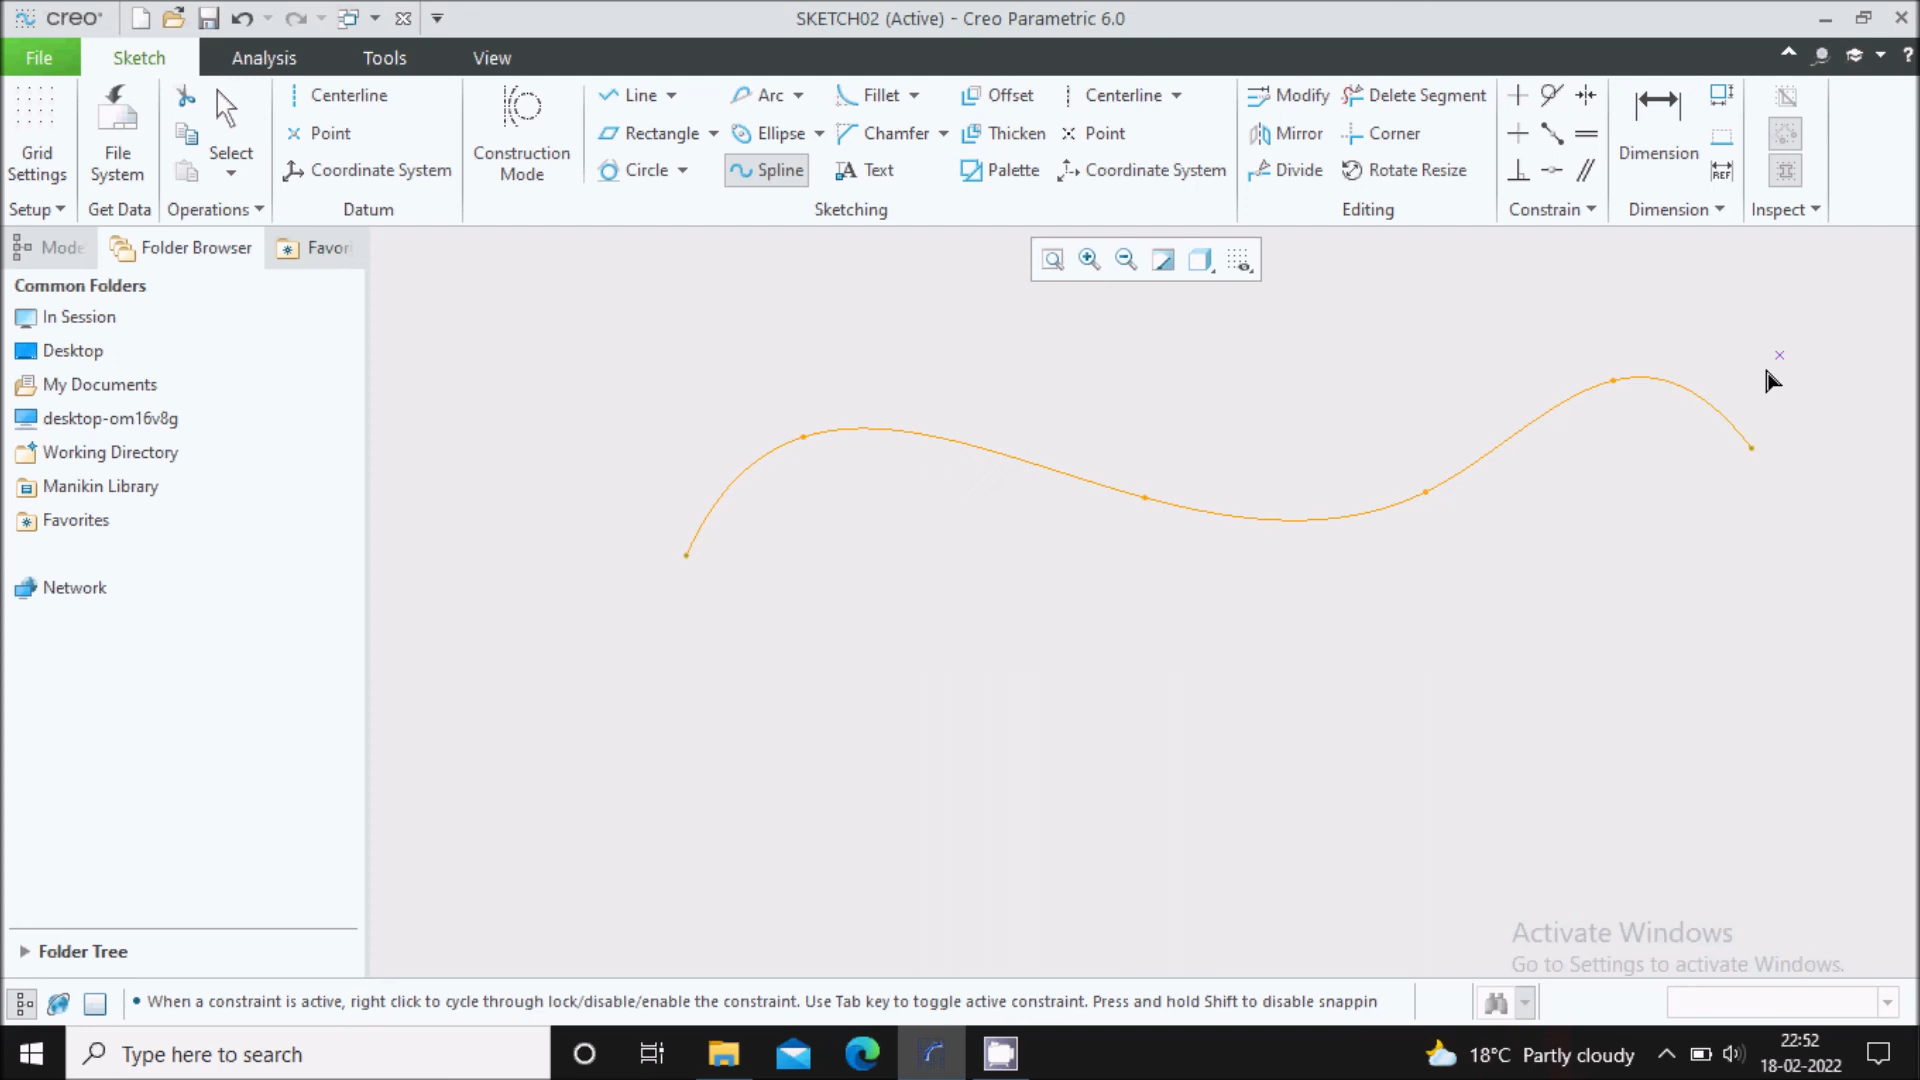 creo
SKETCH02 (Active) - Creo Parametric 6.0
File
Sketch
Analysis
Tools
View
Grid Settings
File System
Select
Centerline
Point
Coordinate System
Construction Mode
Line
Rectangle
Circle
Arc
Ellipse
Spline
Fillet
Chamfer
Text
Offset
Thicken
Palette
Centerline
Point
Coordinate System
Modify
Mirror
Divide
Delete Segment
Corner
Rotate Resize
Dimension
REF
Setup
Get Data
Operations
Datum
Sketching
Editing
Constrain
Dimension
Inspect
Mode
Folder Browser
Favori
Common Folders
In Session
Desktop
My Documents
desktop-om16v8g
Working Directory
Manikin Library
Favorites
Network
Folder Tree
Activate Windows
Go to Settings to activate Windows.
• When a constraint is active, right click to cycle through lock/disable/enable the constraint. Use Tab key to toggle active constraint. Press and hold Shift to disable snappin
Type here to search
18°C Partly cloudy
22:52
18-02-2022